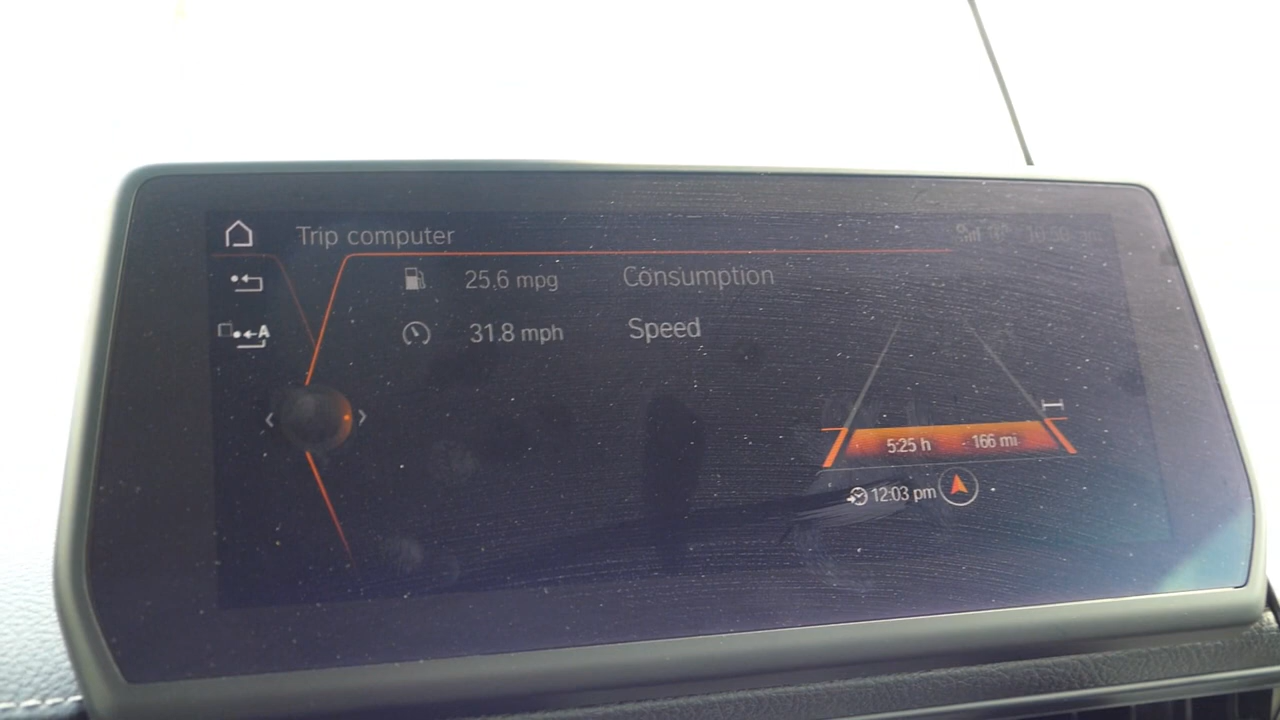 Trip computer
25.6 mpg Consumption
31.8 mph Speed
5:25 h - 166 mi
12:03 pm
A